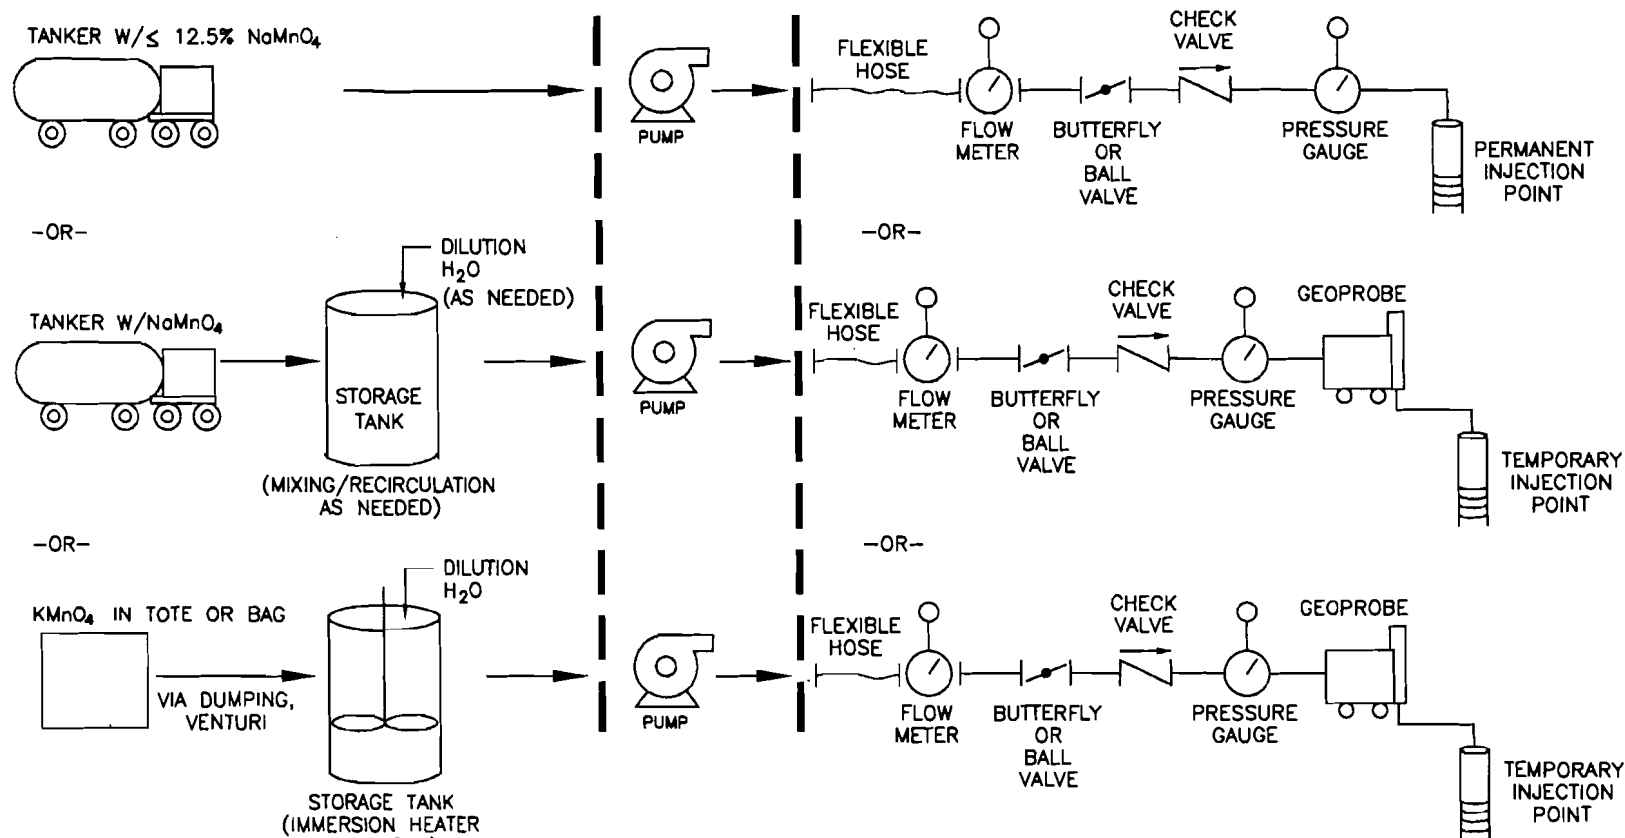 TANKER W/≤ 12.5% NaMnO₄
PUMP
FLEXIBLE
HOSE
FLOW
METER
BUTTERFLY
OR
BALL
VALVE
CHECK
VALVE
PRESSURE
GAUGE
PERMANENT
INJECTION
POINT
-OR-
-OR-
TANKER W/NaMnO₄
DILUTION
H₂O
(AS NEEDED)
STORAGE
TANK
(MIXING/RECIRCULATION
AS NEEDED)
PUMP
FLEXIBLE
HOSE
FLOW
METER
BUTTERFLY
OR
BALL
VALVE
CHECK
VALVE
PRESSURE
GAUGE
GEOPROBE
TEMPORARY
INJECTION
POINT
-OR-
-OR-
KMnO₄ IN TOTE OR BAG
VIA DUMPING,
VENTURI
DILUTION
H₂O
STORAGE TANK
(IMMERSION HEATER
PUMP
FLEXIBLE
HOSE
FLOW
METER
BUTTERFLY
OR
BALL
VALVE
CHECK
VALVE
PRESSURE
GAUGE
GEOPROBE
TEMPORARY
INJECTION
POINT